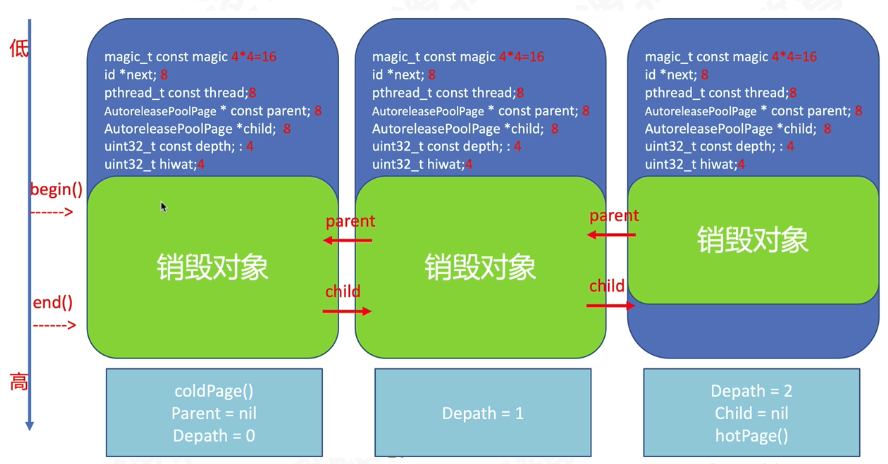 低
高
begin()
end()
magic_t const magic 4*4=16
id *next; 8
pthread_t const thread;8
AutoreleasePoolPage * const parent; 8
AutoreleasePoolPage *child; 8
uint32_t const depth; : 4
uint32_t hiwat;4
销毁对象
coldPage()
Parent = nil
Depath = 0
parent
child
magic_t const magic 4*4=16
id *next; 8
pthread_t const thread;8
AutoreleasePoolPage * const parent; 8
AutoreleasePoolPage *child; 8
uint32_t const depth; : 4
uint32_t hiwat;4
销毁对象
Depath = 1
parent
child
magic_t const magic 4*4=16
id *next; 8
pthread_t const thread;8
AutoreleasePoolPage * const parent; 8
AutoreleasePoolPage *child; 8
uint32_t const depth; : 4
uint32_t hiwat;4
销毁对象
Depath = 2
Child = nil
hotPage()